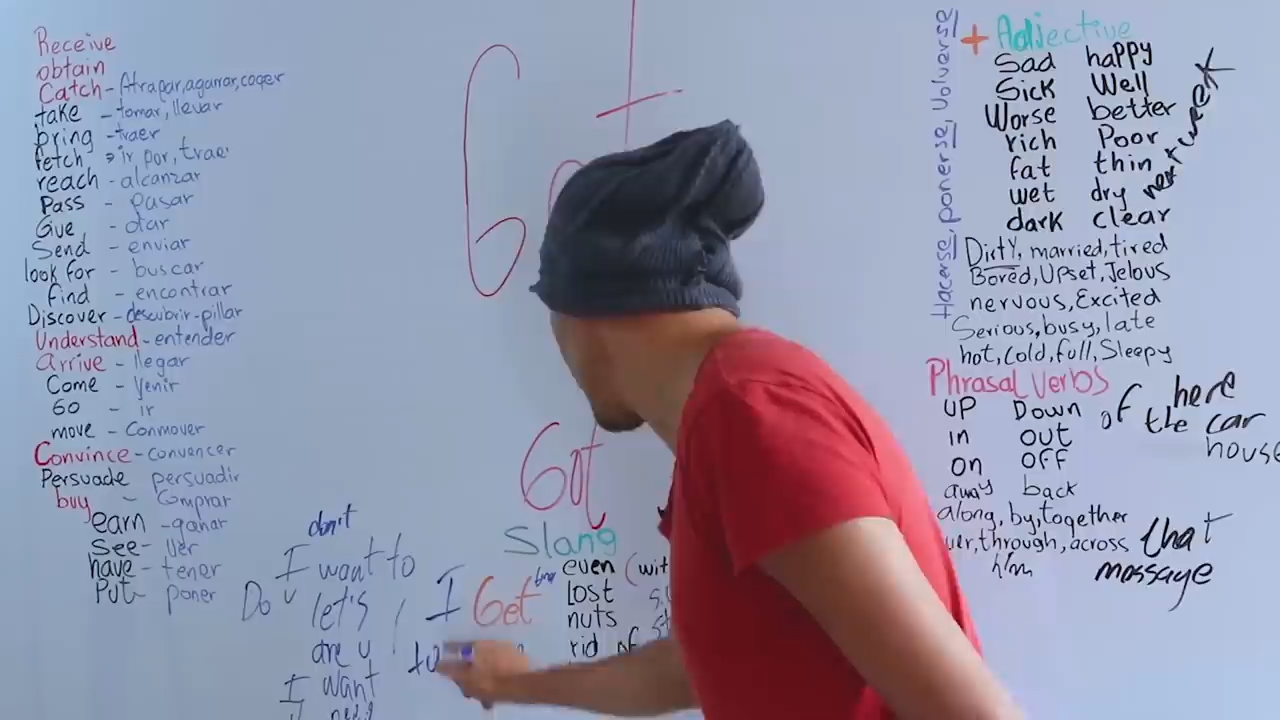 Receive
obtain
Catch - Atrapar, agarrar, coger
take - tomar, llevar
bring - traer
fetch → ir por, traer
reach - alcanzar
Pass - Pasar
Give - dar
Send - enviar
look for - buscar
find - encontrar
Discover - descubrir - pillar
Understand - entender
arrive - llegar
Come - Venir
Go - ir
move - Conmover
Convince - convencer
Persuade persuadir
buy - Comprar
earn - ganar
See - Ver
have - tener
Put - poner
don't
I want to
Do
let's
are u
I want
Got
Slang
I Get
even (wit
Lost
nuts
rid of
Hacerse, ponerse, Volverse
+ Adjective
Sad happy
Sick Well
Worse better
rich Poor
fat thin
wet dry
next week
dark clear
Dirty, married, tired
Bored, Upset, Jelous
nervous, Excited
Serious, busy, late
hot, cold, full, Sleepy
Phrasal Verbs
UP Down
in out
on OFF
away back
of here
the car
house
along, by, together
ver, through, across
him
that
message